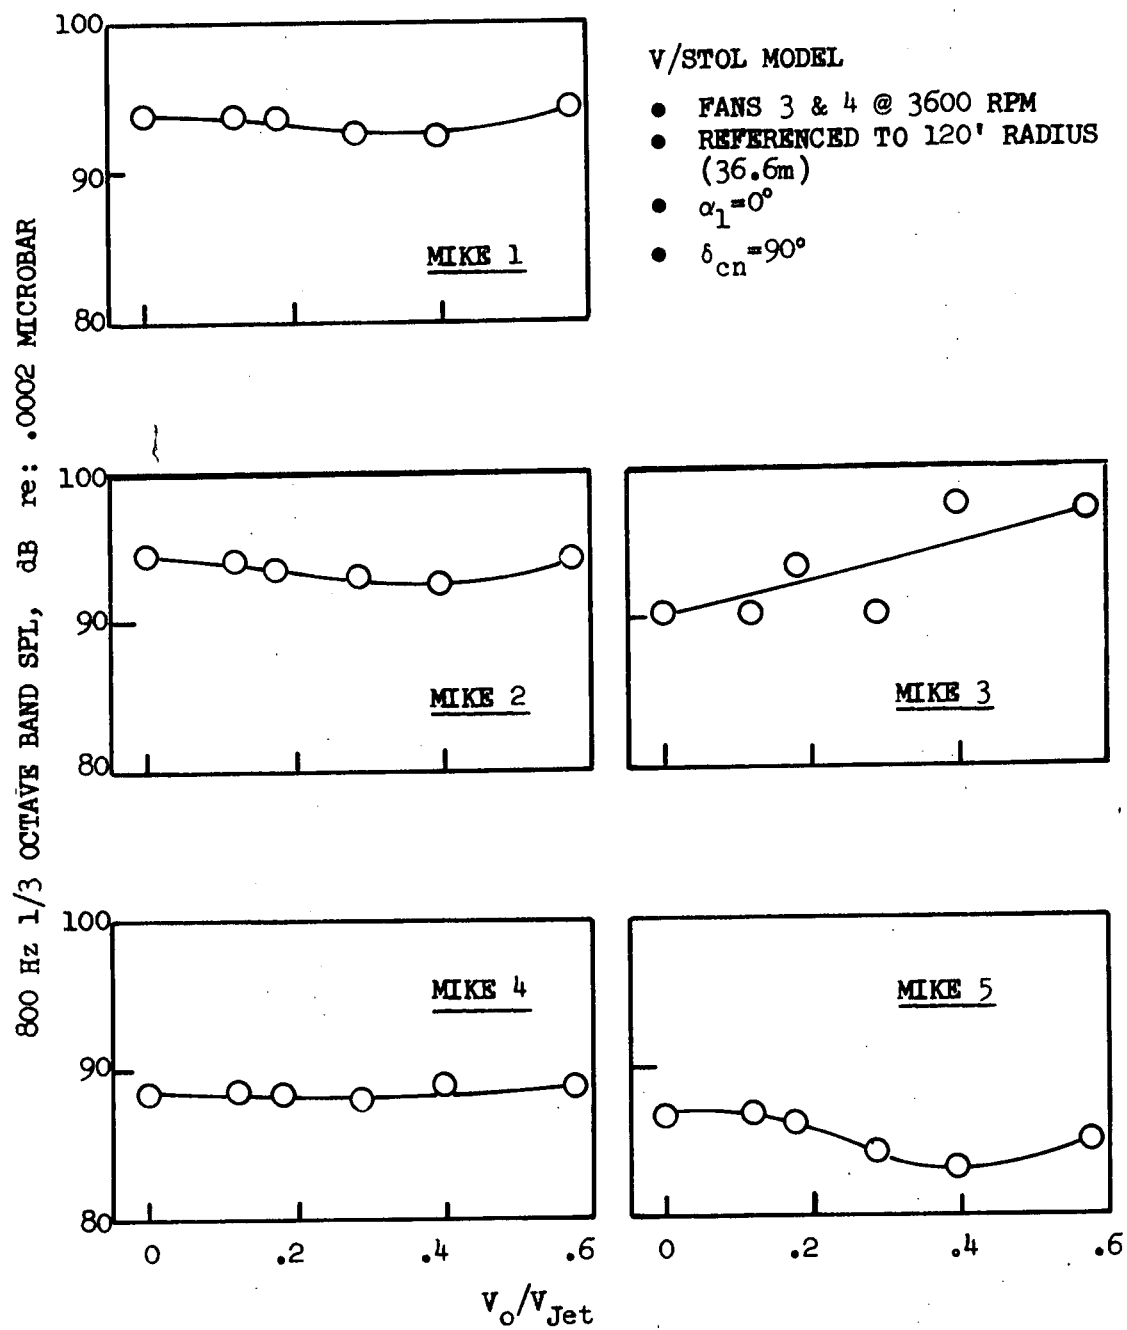 100
90
80
MIKE 1
V/STOL MODEL
● FANS 3 & 4 @ 3600 RPM
● REFERENCED TO 120' RADIUS
(36.6m)
● α1=0°
● δcn=90°
800 Hz 1/3 OCTAVE BAND SPL, dB re: .0002 MICROBAR
100
90
80
MIKE 2
MIKE 3
100
90
80
MIKE 4
MIKE 5
0 .2 .4 .6
0 .2 .4 .6
Vo/VJet